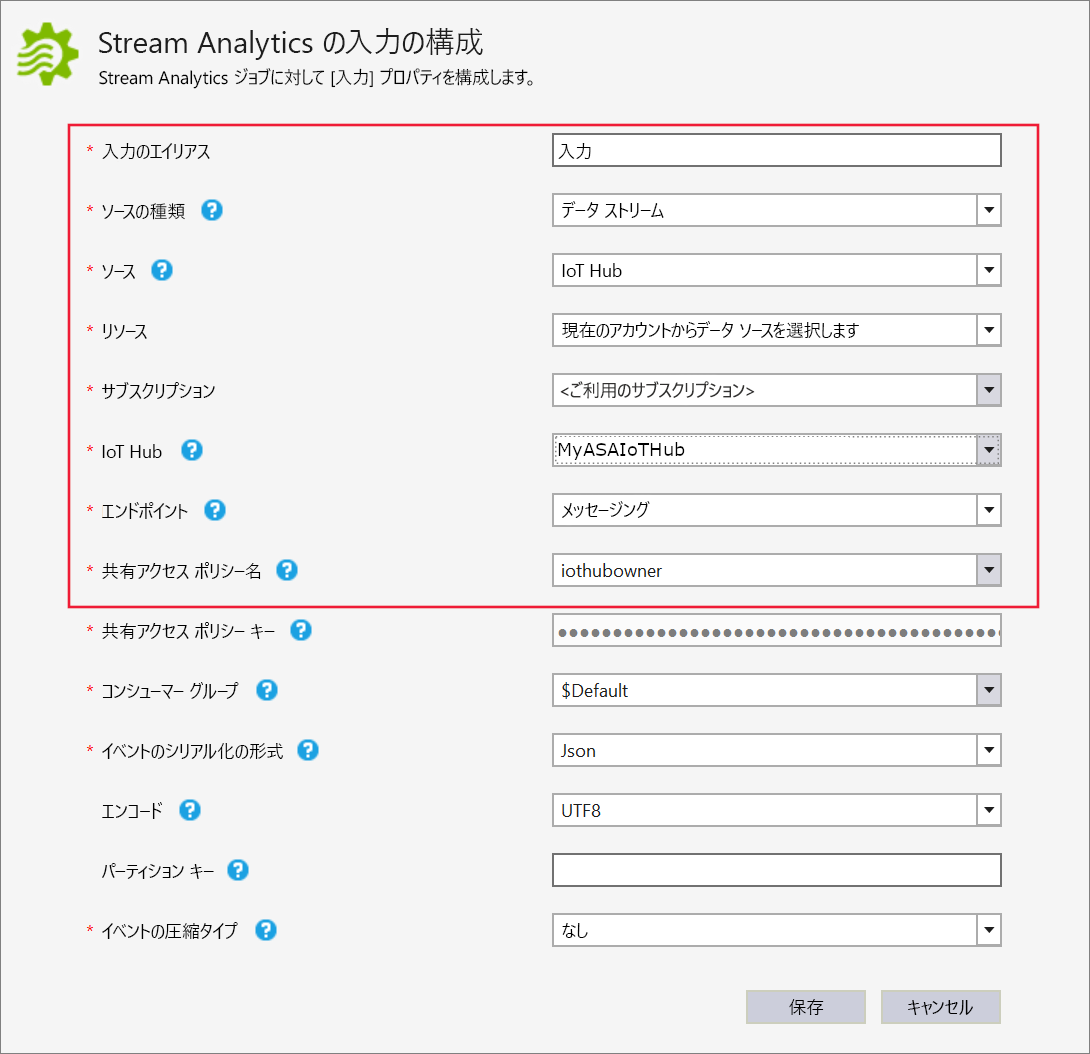 Stream Analytics の入力の構成
Stream Analytics ジョブに対して [入力] プロパティを構成します。
* 入力のエイリアス 入力
* ソースの種類 ? データ ストリーム
* ソース ? IoT Hub
* リソース 現在のアカウントからデータ ソースを選択します
* サブスクリプション <ご利用のサブスクリプション>
* IoT Hub ? MyASAIoTHub
* エンドポイント ? メッセージング
* 共有アクセス ポリシー名 ? iothubowner
* 共有アクセス ポリシー キー ?
* コンシューマー グループ ? $Default
* イベントのシリアル化の形式 ? Json
エンコード ? UTF8
パーティション キー ?
* イベントの圧縮タイプ ? なし
保存 キャンセル